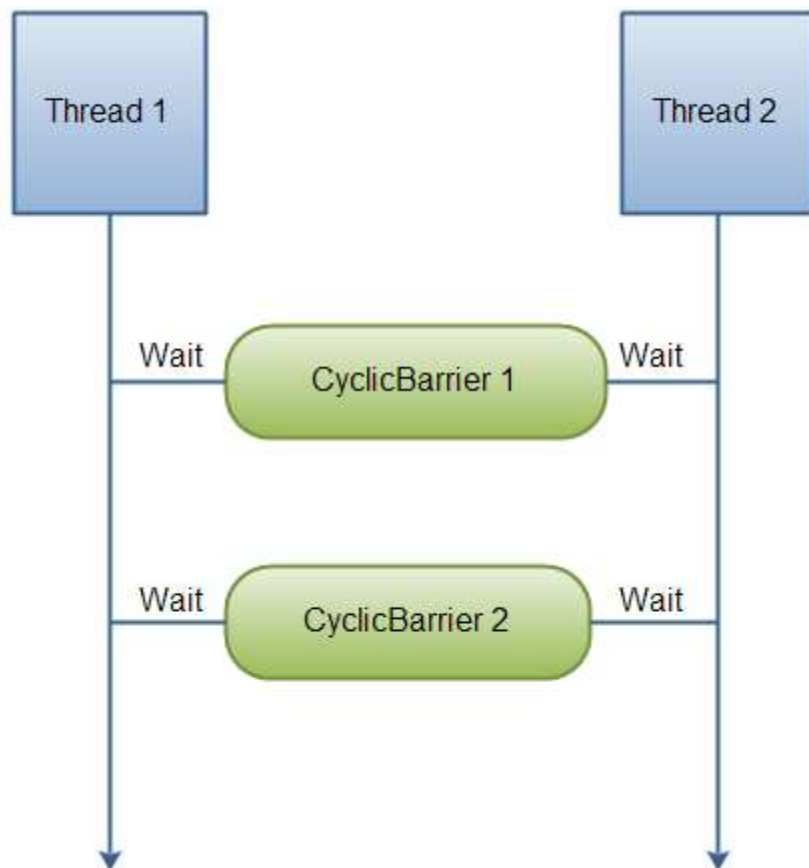 Thread 1
Thread 2
Wait
CyclicBarrier 1
Wait
Wait
CyclicBarrier 2
Wait